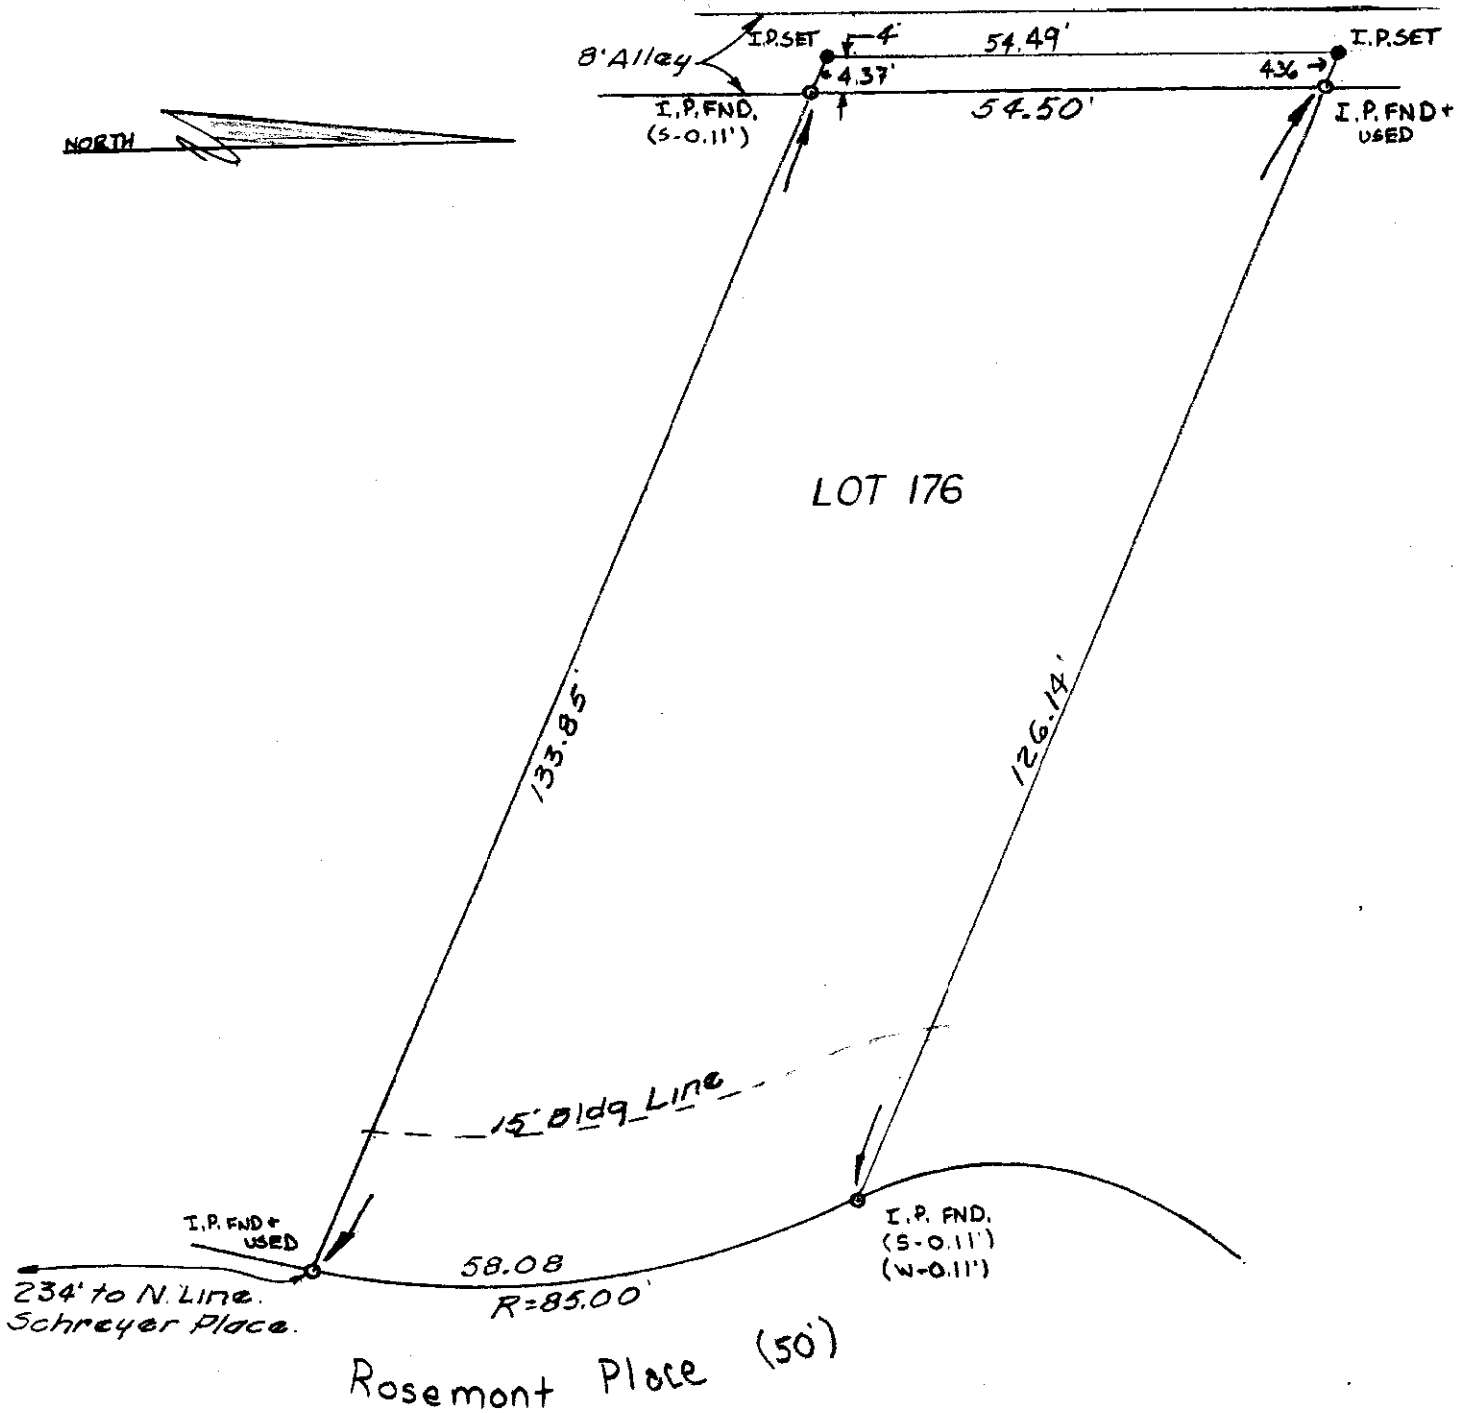 I.P.SET
4'
54.49'
I.P.SET
8' Alley
4.37'
436
I.P. FND.
(S-0.11')
54.50'
I.P. FND +
USED
NORTH
LOT 176
133.85'
126.14'
15' Bldg Line
I.P. FND +
USED
I.P. FND.
(S-0.11')
(W-0.11')
58.08
R=85.00'
234' to N. Line.
Schreyer Place.
Rosemont Place (50')